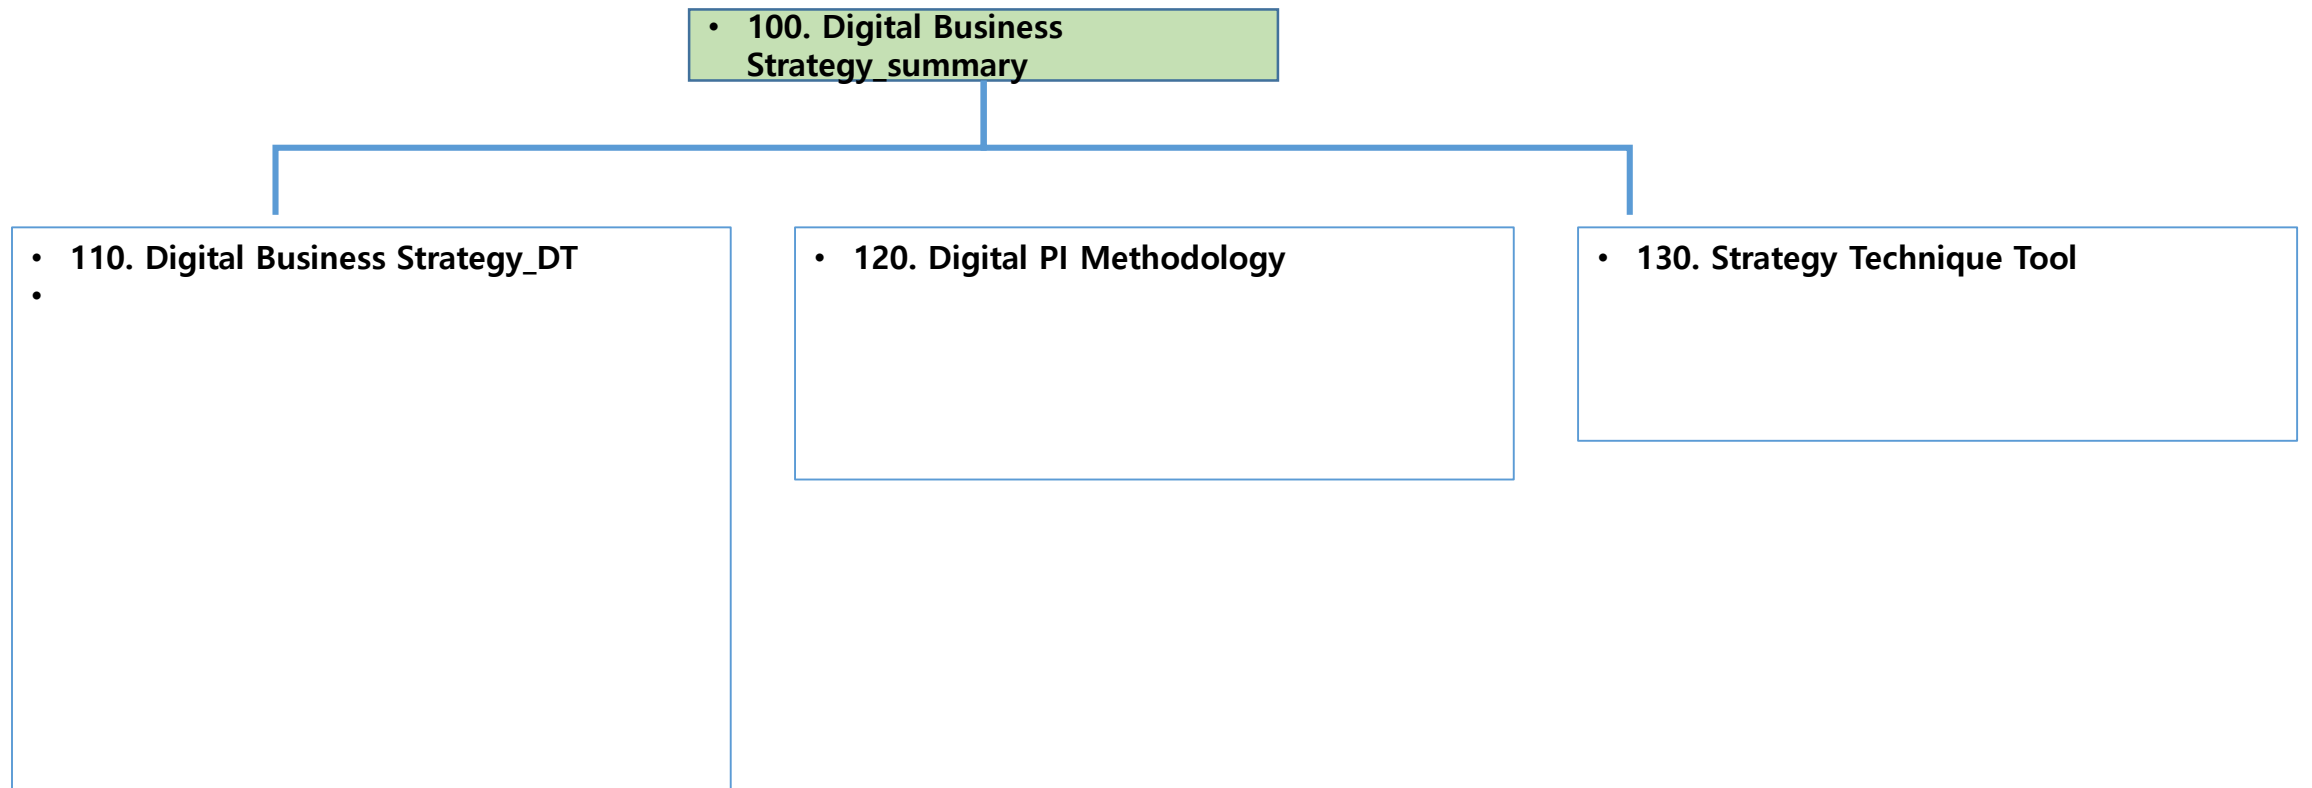 • 100. Digital Business
Strategy_summary
• 110. Digital Business Strategy_DT
•
• 120. Digital PI Methodology
• 130. Strategy Technique Tool